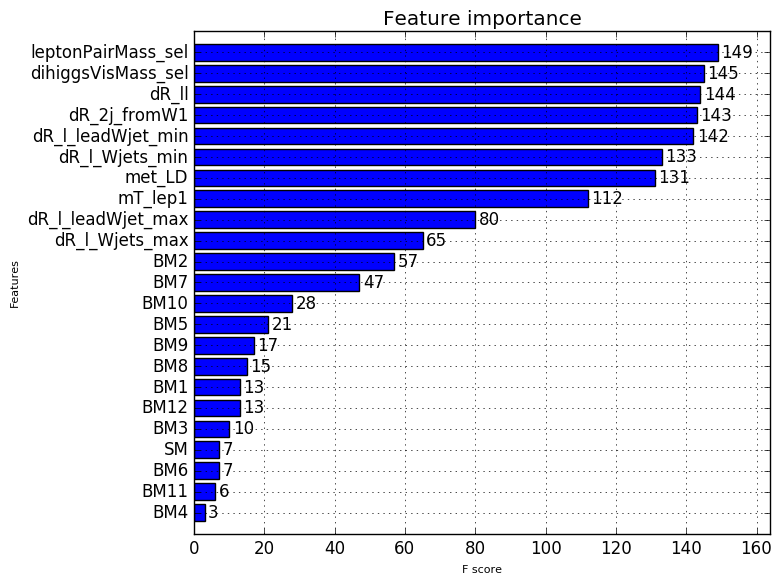 Feature importance
leptonPairMass_sel 149
dihiggsVisMass_sel 145
dR_ll 144
dR_2j_fromW1 143
dR_l_leadWjet_min 142
dR_l_Wjets_min 133
met_LD 131
mT_lep1 112
dR_l_leadWjet_max 80
dR_l_Wjets_max 65
BM2 57
BM7 47
BM10 28
BM5 21
BM9 17
BM8 15
BM1 13
BM12 13
BM3 10
SM 7
BM6 7
BM11 6
BM4 3
Features
0 20 40 60 80 100 120 140 160
F score